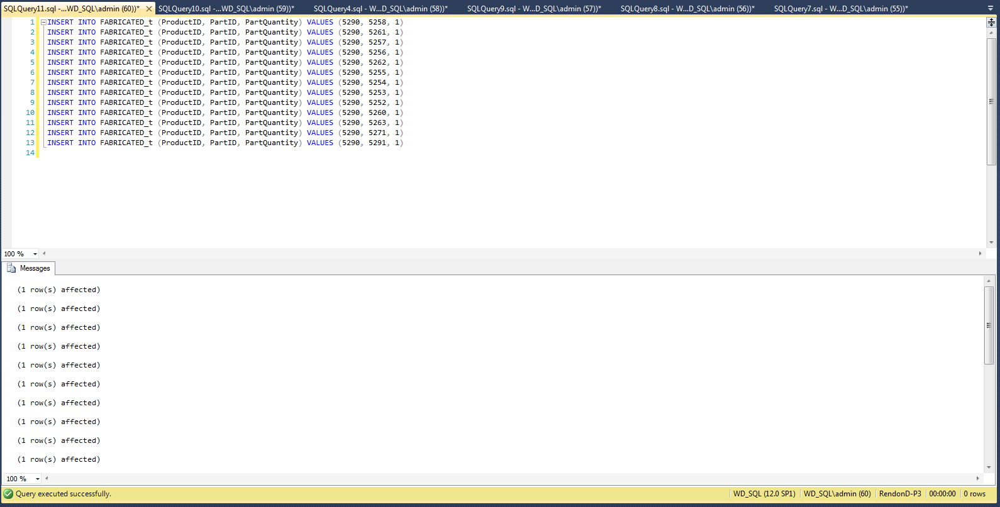 SQLQuery11.sql -...WD_SQL\admin (60))* SQLQuery10.sql -...WD_SQL\admin (59))* SQLQuery4.sql - W...D_SQL\admin (58))* SQLQuery9.sql - W...D_SQL\admin (57))* SQLQuery8.sql - W...D_SQL\admin (56))* SQLQuery7.sql - W...D_SQL\admin (55))*
1 INSERT INTO FABRICATED_t (ProductID, PartID, PartQuantity) VALUES (5290, 5258, 1)
2 INSERT INTO FABRICATED_t (ProductID, PartID, PartQuantity) VALUES (5290, 5261, 1)
3 INSERT INTO FABRICATED_t (ProductID, PartID, PartQuantity) VALUES (5290, 5257, 1)
4 INSERT INTO FABRICATED_t (ProductID, PartID, PartQuantity) VALUES (5290, 5256, 1)
5 INSERT INTO FABRICATED_t (ProductID, PartID, PartQuantity) VALUES (5290, 5262, 1)
6 INSERT INTO FABRICATED_t (ProductID, PartID, PartQuantity) VALUES (5290, 5255, 1)
7 INSERT INTO FABRICATED_t (ProductID, PartID, PartQuantity) VALUES (5290, 5254, 1)
8 INSERT INTO FABRICATED_t (ProductID, PartID, PartQuantity) VALUES (5290, 5253, 1)
9 INSERT INTO FABRICATED_t (ProductID, PartID, PartQuantity) VALUES (5290, 5252, 1)
10 INSERT INTO FABRICATED_t (ProductID, PartID, PartQuantity) VALUES (5290, 5260, 1)
11 INSERT INTO FABRICATED_t (ProductID, PartID, PartQuantity) VALUES (5290, 5263, 1)
12 INSERT INTO FABRICATED_t (ProductID, PartID, PartQuantity) VALUES (5290, 5271, 1)
13 INSERT INTO FABRICATED_t (ProductID, PartID, PartQuantity) VALUES (5290, 5291, 1)
14
100 %
Messages
(1 row(s) affected)
(1 row(s) affected)
(1 row(s) affected)
(1 row(s) affected)
(1 row(s) affected)
(1 row(s) affected)
(1 row(s) affected)
(1 row(s) affected)
(1 row(s) affected)
(1 row(s) affected)
100 %
Query executed successfully. WD_SQL (12.0 SP1) WD_SQL\admin (60) RendonD-P3 00:00:00 0 rows